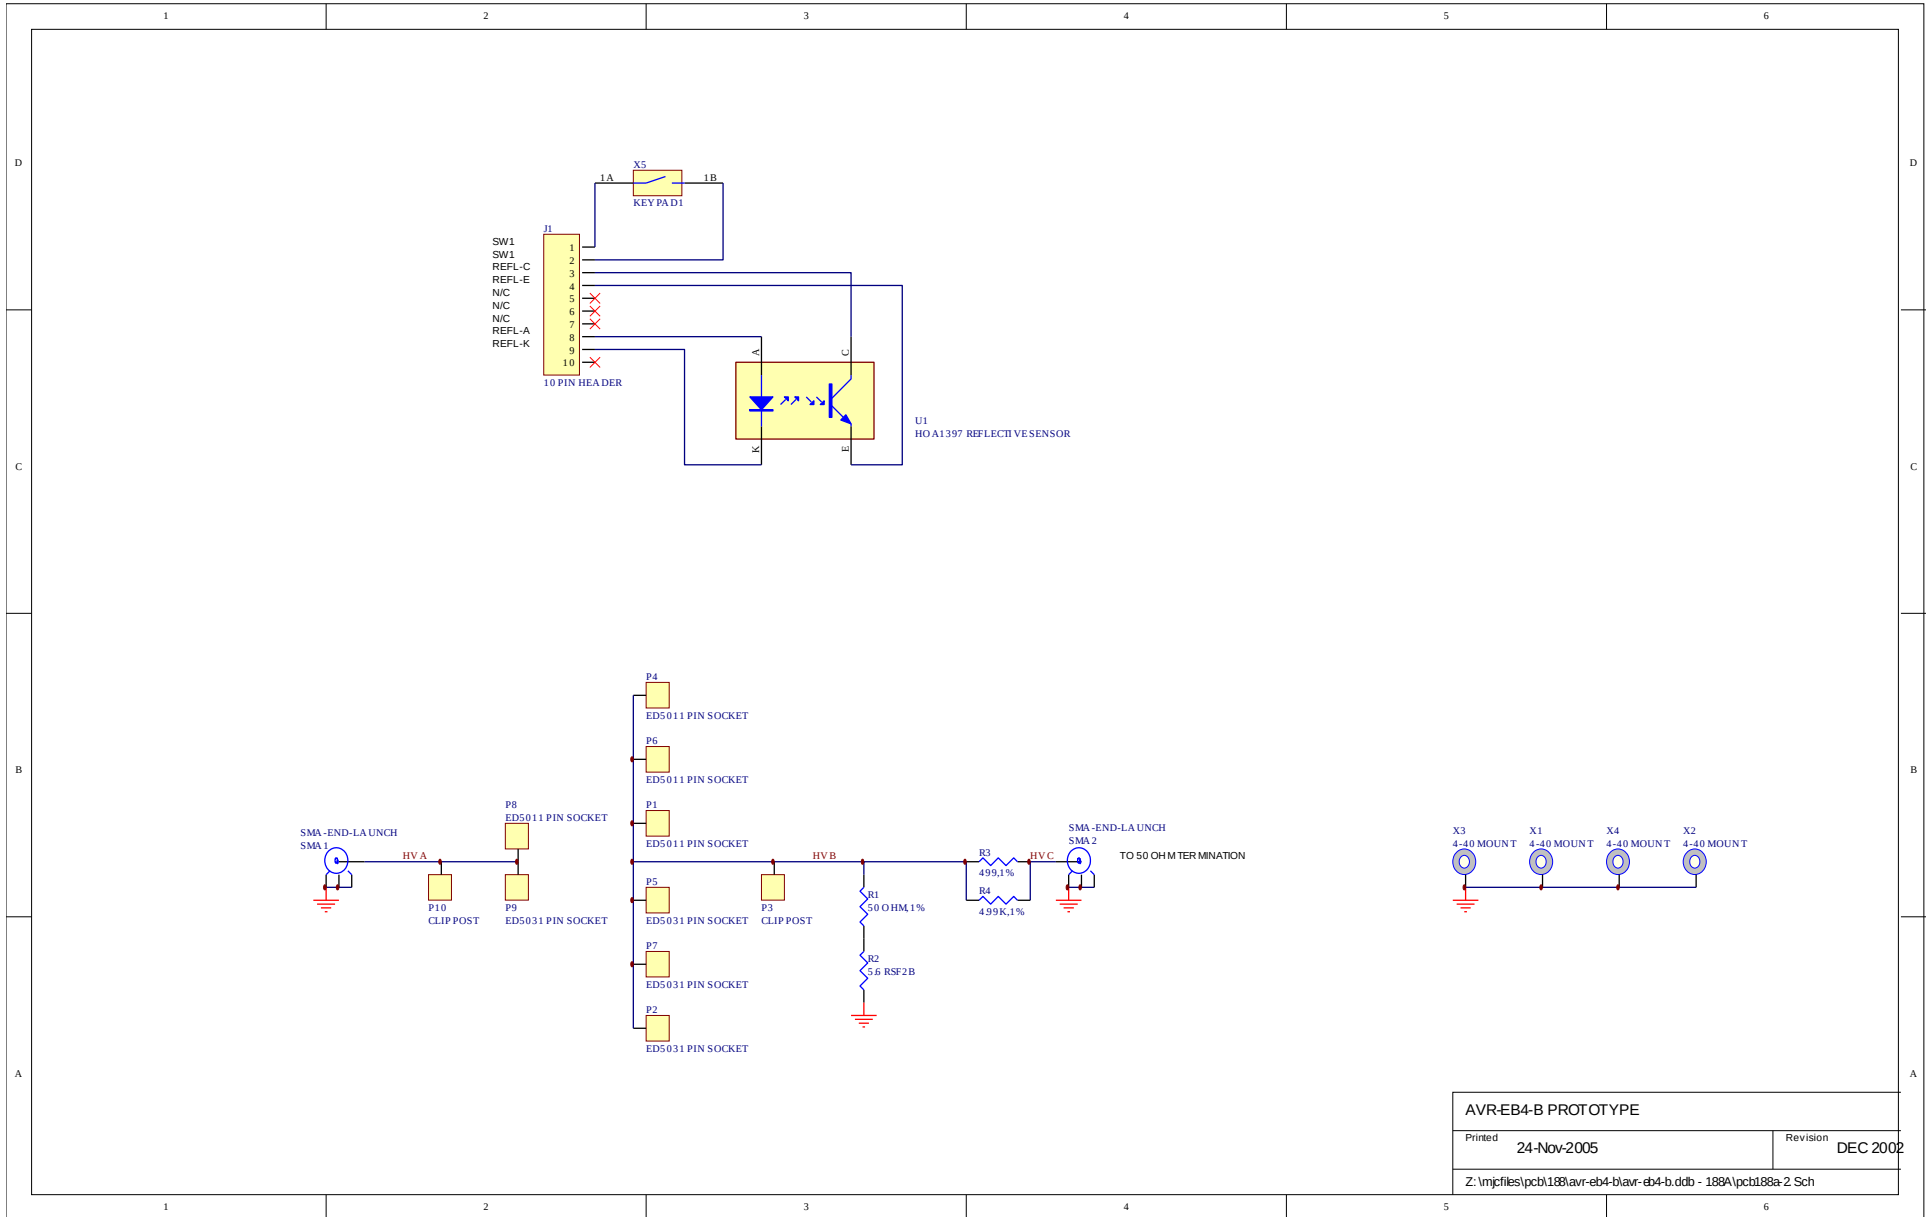 1 2 3 4 5 6
D D
X5
1A 1B
KEYPAD1
J1
SW1 1
SW1 2
REFL-C 3
REFL-E 4
N/C 5
N/C 6
N/C 7
REFL-A 8
REFL-K 9
10
10 PIN HEADER
A C
K E
U1
HOA1397 REFLECTIVE SENSOR
C C
P4
ED5011 PIN SOCKET
P6
ED5011 PIN SOCKET
B B
P8
ED5011 PIN SOCKET
P1
ED5011 PIN SOCKET
SMA-END-LAUNCH
SMA1
HVA
P10
CLIP POST
P9
ED5031 PIN SOCKET
P5
ED5031 PIN SOCKET
P3
CLIP POST
HVB
R1
50 OHM,1%
R2
5.6 RSF2B
R3
499,1%
R4
4.99K,1%
HVC
SMA-END-LAUNCH
SMA2
TO 50 OHM TERMINATION
X3
4-40 MOUNT
X1
4-40 MOUNT
X4
4-40 MOUNT
X2
4-40 MOUNT
P7
ED5031 PIN SOCKET
P2
ED5031 PIN SOCKET
A A
AVR-EB4-B PROTOTYPE
Printed 24-Nov-2005 Revision DEC 2002
Z:\mjcfiles\pcb\188\avr-eb4-b\avr-eb4-b.ddb - 188A\pcb188a-2.Sch
1 2 3 4 5 6